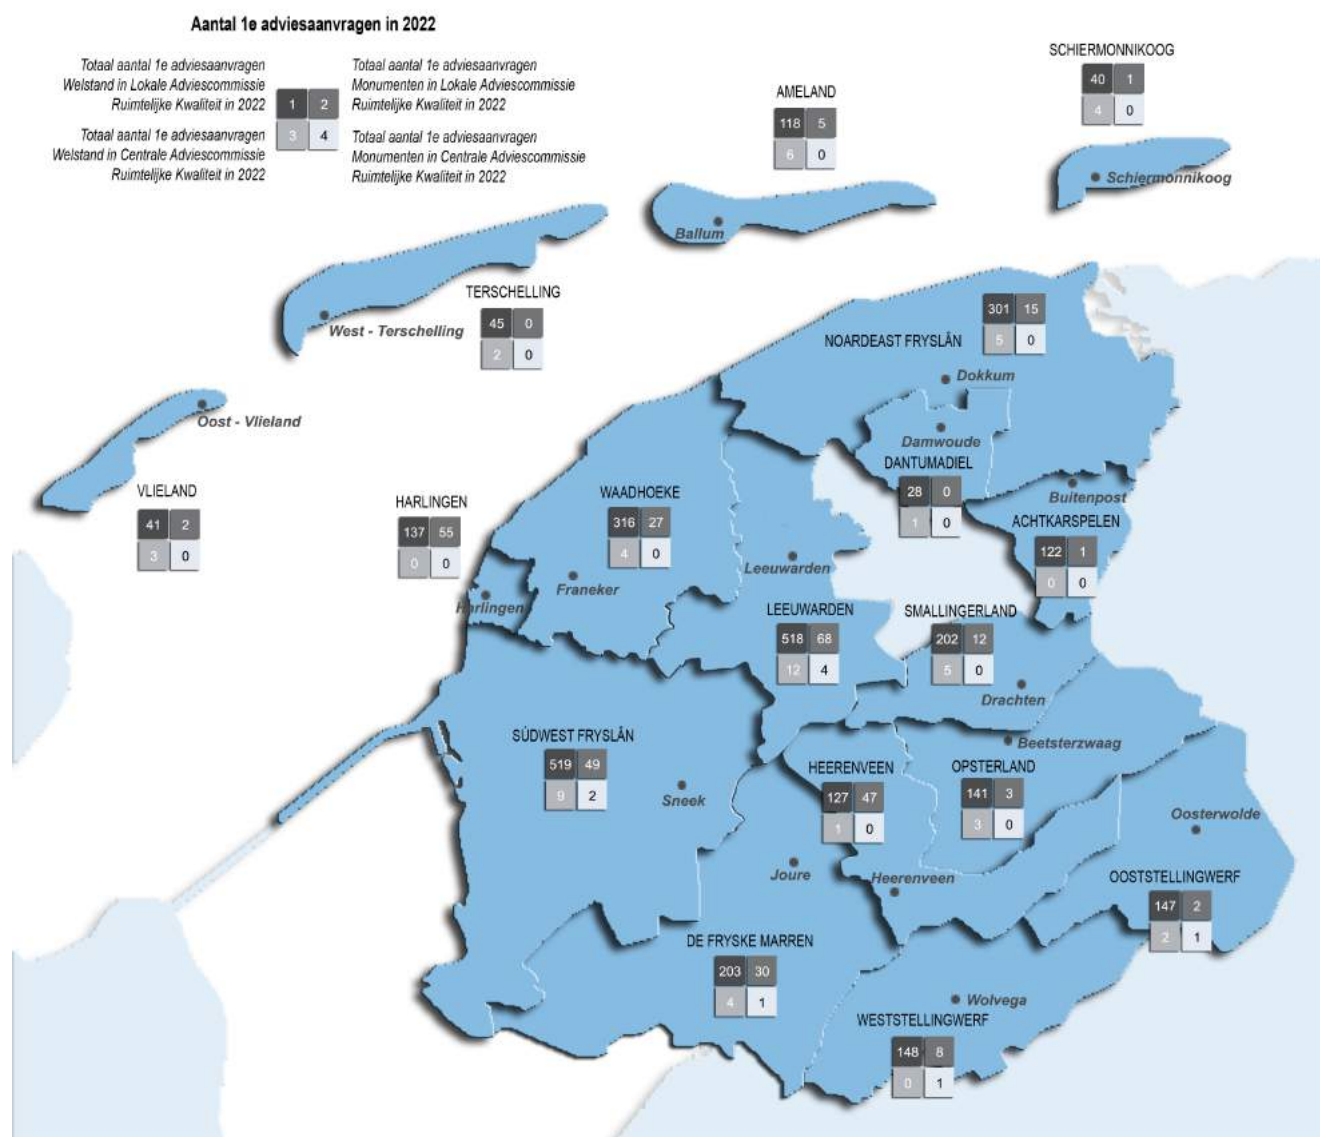 Aantal 1e adviesaanvragen in 2022
Totaal aantal 1e adviesaanvragen
Welstand in Lokale Adviescommissie
Ruimtelijke Kwaliteit in 2022
1 2
Totaal aantal 1e adviesaanvragen
Monumenten in Lokale Adviescommissie
Ruimtelijke Kwaliteit in 2022
Totaal aantal 1e adviesaanvragen
Welstand in Centrale Adviescommissie
Ruimtelijke Kwaliteit in 2022
3 4
Totaal aantal 1e adviesaanvragen
Monumenten in Centrale Adviescommissie
Ruimtelijke Kwaliteit in 2022
SCHIERMONNIKOOG
40 1
4 0
Schiermonnikoog
AMELAND
118 5
6 0
Ballum
TERSCHELLING
45 0
2 0
West - Terschelling
Oost - Vlieland
VLIELAND
41 2
3 0
HARLINGEN
137 55
0 0
Harlingen
WAADHOEKE
316 27
4 0
Franeker
NOARDEAST FRYSLÂN
301 15
5 0
Dokkum
Damwoude
DANTUMADIEL
28 0
1 0
Buitenpost
ACHTKARSPELEN
122 1
0 0
Leeuwarden
LEEUWARDEN
518 68
12 4
SMALLINGERLAND
202 12
5 0
Drachten
SÚDWEST FRYSLÂN
519 49
9 2
Sneek
HEERENVEEN
127 47
1 0
Heerenveen
Beetsterzwaag
OPSTERLAND
141 3
3 0
Oosterwolde
OOSTSTELLINGWERF
147 2
2 1
Joure
DE FRYSKE MARREN
203 30
4 1
Wolvega
WESTSTELLINGWERF
148 8
0 1